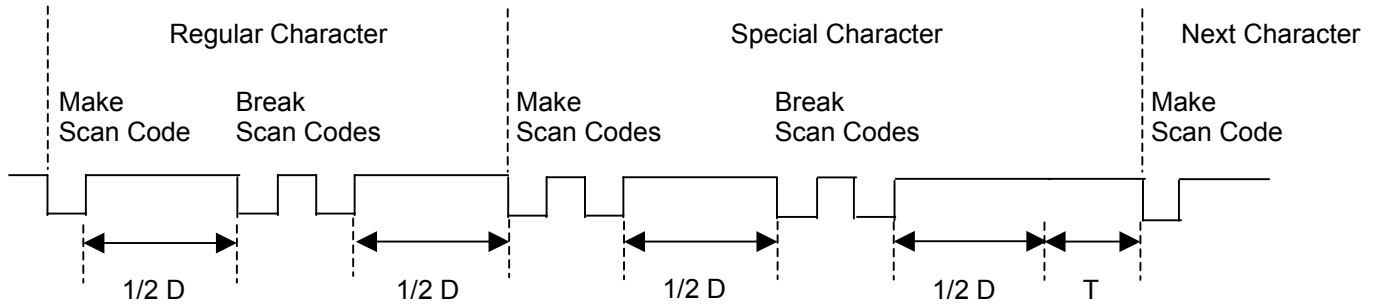 Regular Character Special Character Next Character
Make Break Make Break Make
Scan Code Scan Codes Scan Codes Scan Codes Scan Code
1/2 D 1/2 D 1/2 D 1/2 D T